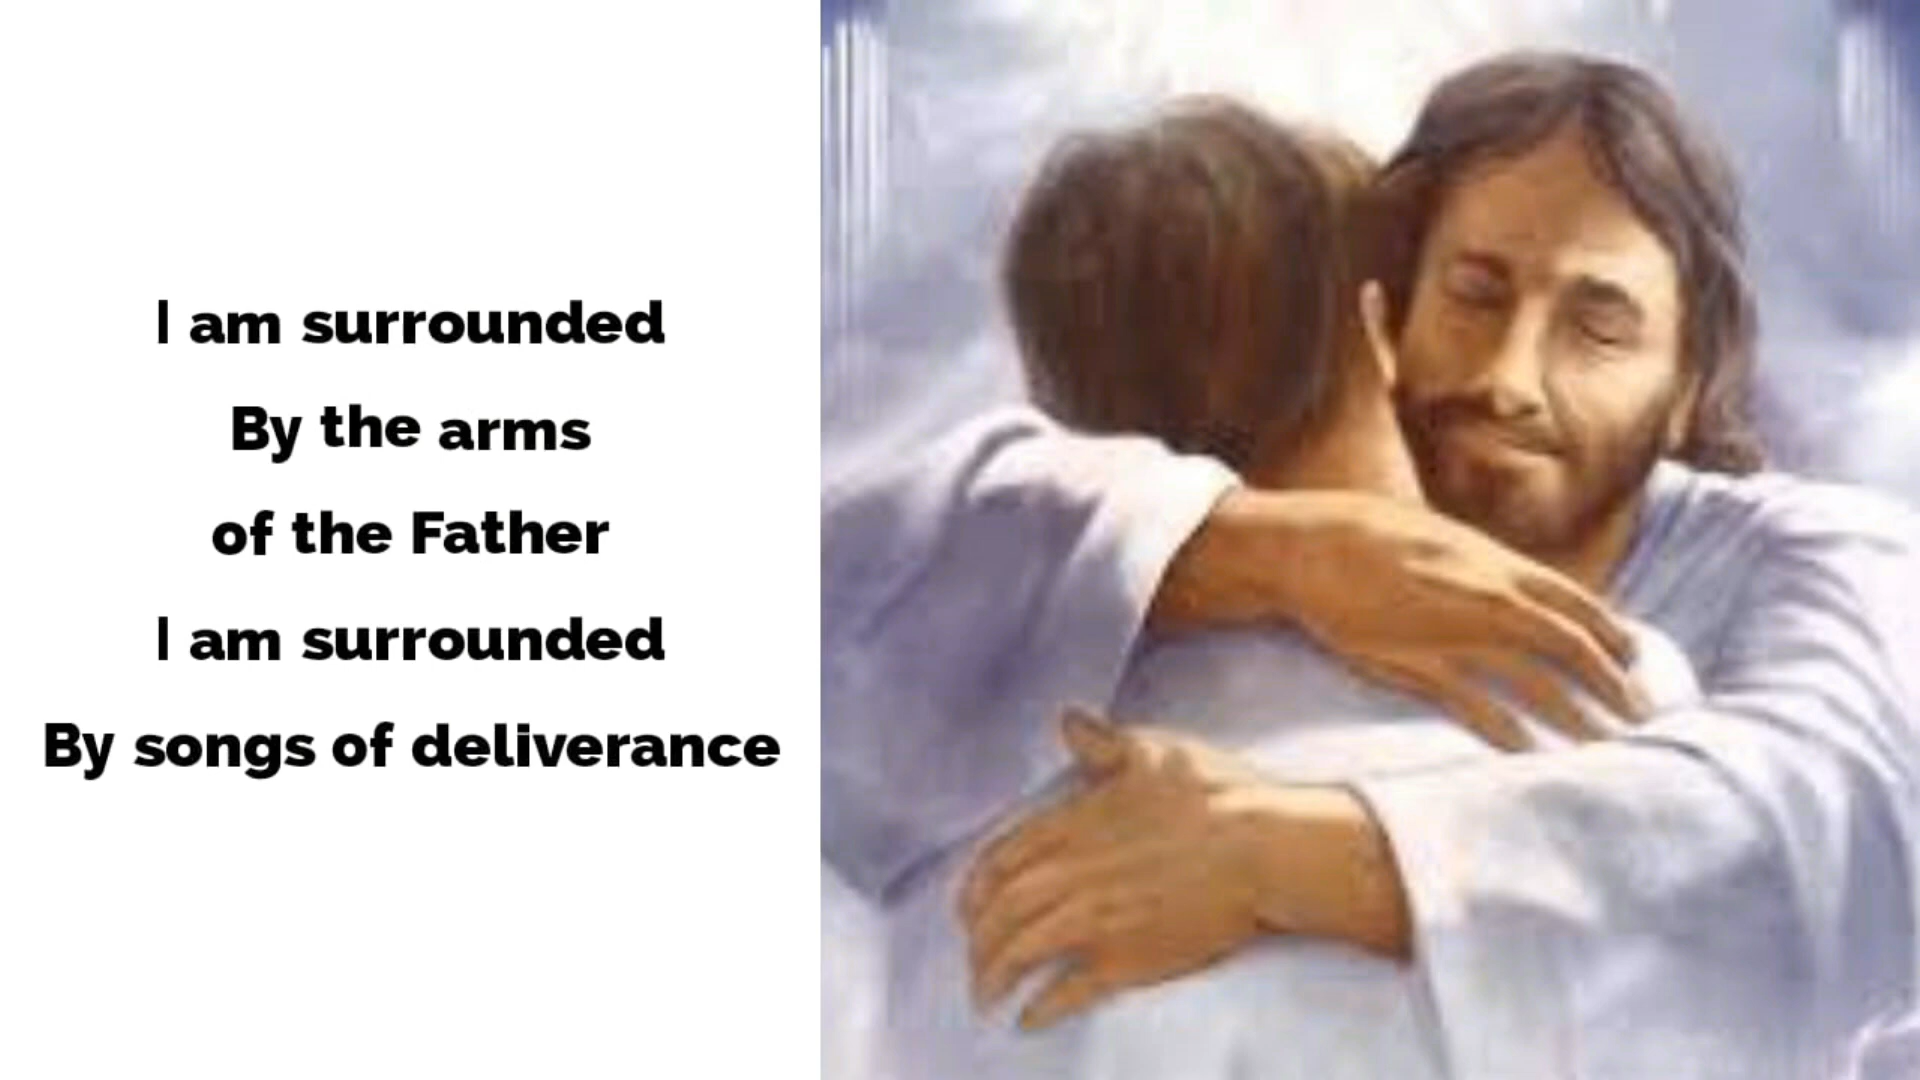 I am surrounded
By the arms
of the Father
I am surrounded
By songs of deliverance